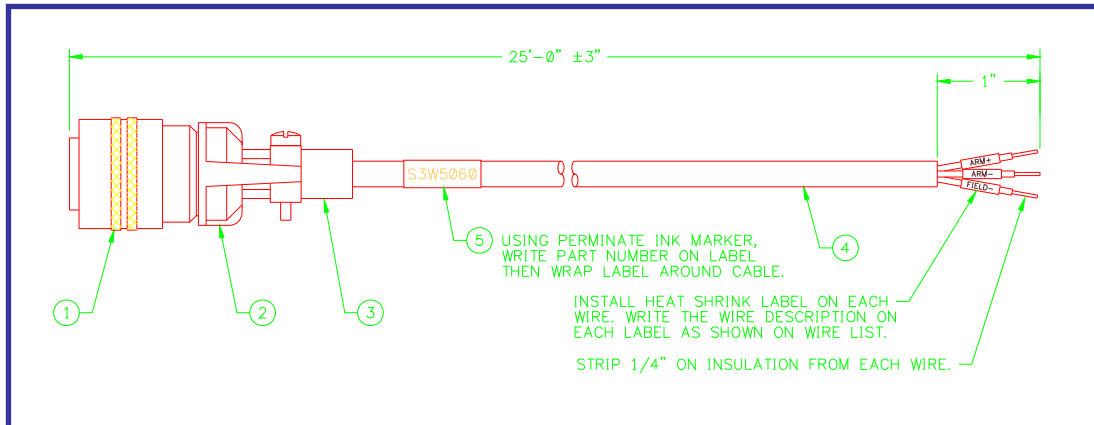 25'-0" ±3"
1"
S3W5060
ARM+
ARM-
FIELD-
5 USING PERMINATE INK MARKER,
WRITE PART NUMBER ON LABEL
THEN WRAP LABEL AROUND CABLE.
4
1
2
3
INSTALL HEAT SHRINK LABEL ON EACH
WIRE. WRITE THE WIRE DESCRIPTION ON
EACH LABEL AS SHOWN ON WIRE LIST.
STRIP 1/4" ON INSULATION FROM EACH WIRE.